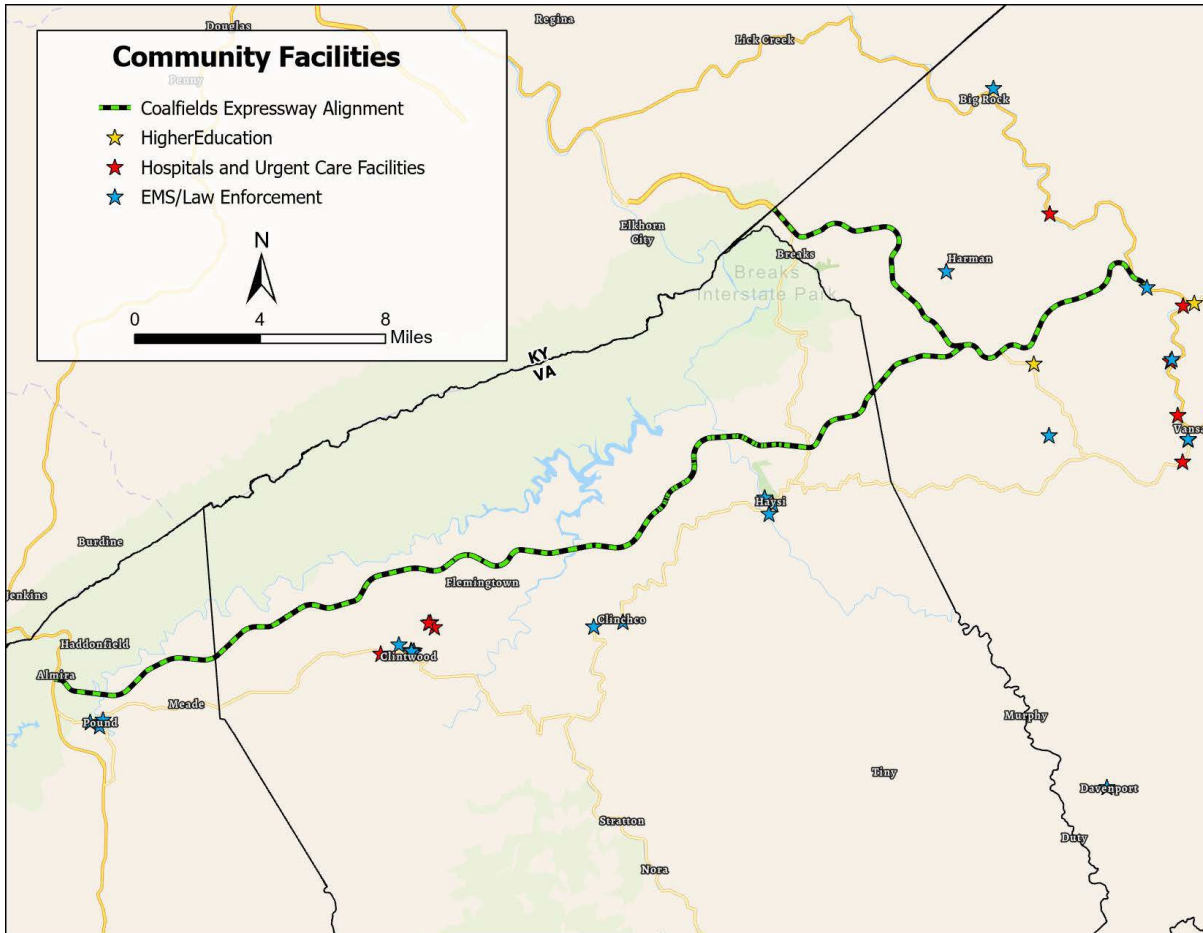 Douglas
Regina
Lick Creek
Community Facilities
Penny
Coalfields Expressway Alignment
HigherEducation
Hospitals and Urgent Care Facilities
EMS/Law Enforcement
Big Rock
N
Elkhorn
City
Breaks
Harman
Breaks
Interstate Park
0 4 8
Miles
KY
VA
Vansa
Haysi
Burdine
Flemingtown
Jenkins
Clinchco
Haddonfield
Clintwood
Almira
Meade
Pound
Murphy
Tiny
Davenport
Stratton
Duty
Nora